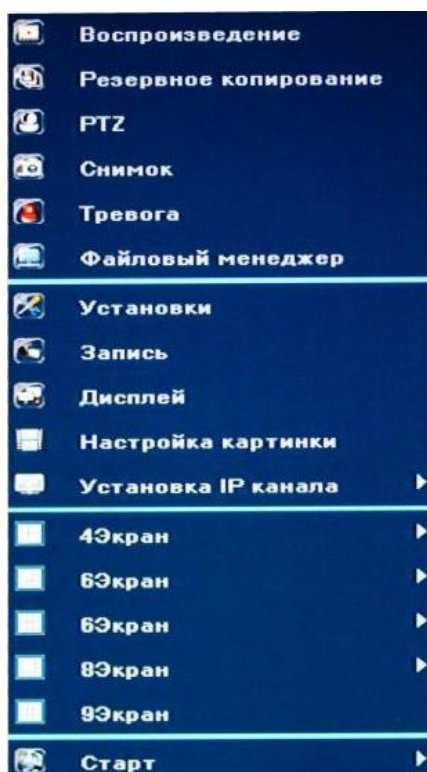 Воспроизведение
Резервное копирование
PTZ
Снимок
Тревога
Файловый менеджер
Установки
Запись
Дисплей
Настройка картинки
Установка IP канала
4Экран
6Экран
6Экран
8Экран
9Экран
Старт